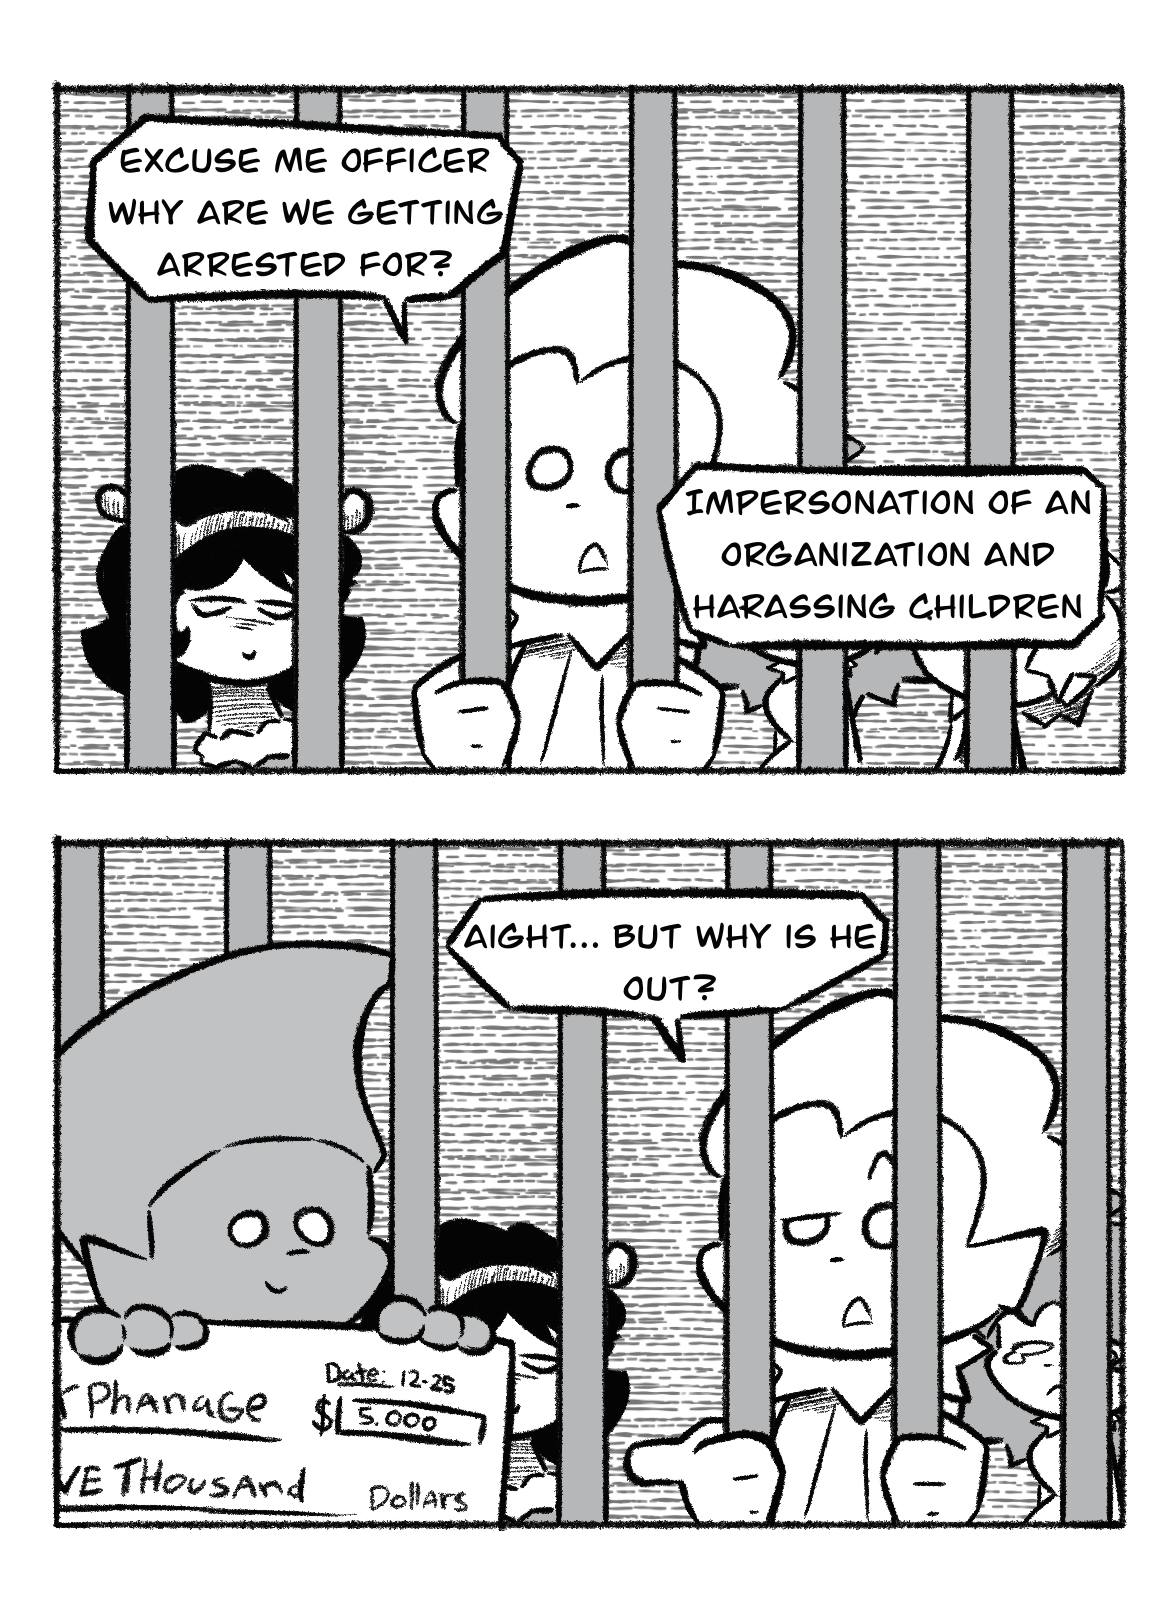 EXCUSE ME OFFICER
WHY ARE WE GETTING
ARRESTED FOR?
IMPERSONATION OF AN
ORGANIZATION AND
HARASSING CHILDREN
AIGHT... BUT WHY IS HE
OUT?
Date: 12-25
rPhanaGe
$ 5.000
VE THousAnd
DollArs